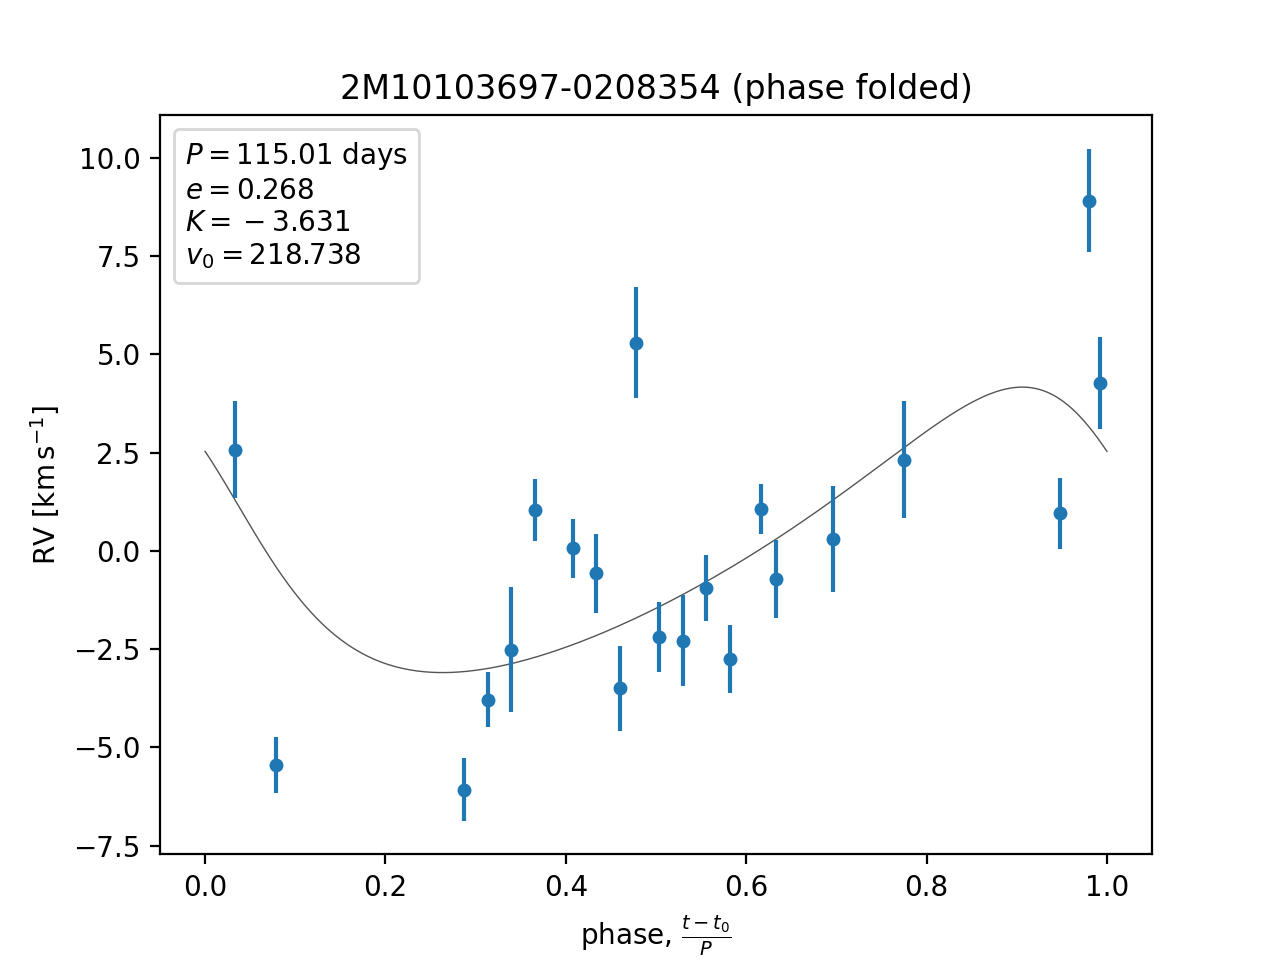 2M10103697-0208354 (phase folded)
P = 115.01 days
e = 0.268
K = −3.631
v₀ = 218.738
RV [km s⁻¹]
10.0
7.5
5.0
2.5
0.0
−2.5
−5.0
−7.5
0.0 0.2 0.4 0.6 0.8 1.0
phase, (t − t₀)/P